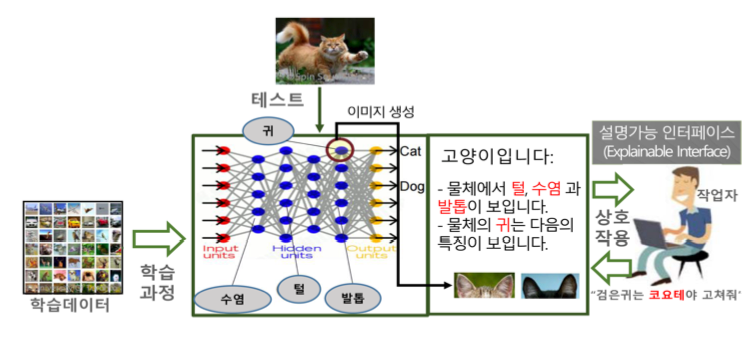 테스트
귀
이미지 생성
Cat
Dog
Input
units
Hidden
units
Output
units
수염
털
발톱
학습데이터
학습
과정
고양이입니다:
- 물체에서 털, 수염 과
발톱이 보입니다.
- 물체의 귀는 다음의
특징이 보입니다.
설명가능 인터페이스
(Explainable Interface)
작업자
상호
작용
"검은귀는 코요테야 고쳐줘"